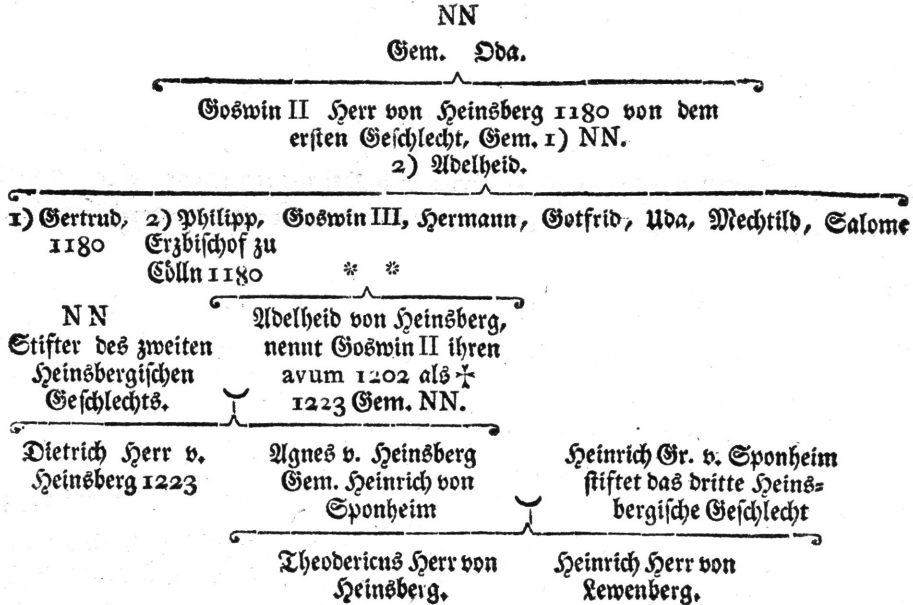 NN
Gem. Oda.
Goswin II Herr von Heinsberg 1180 von dem
ersten Geschlecht, Gem. 1) NN.
2) Adelheid.
1) Gertrud, 2) Philipp, Goswin III, Hermann, Gotfrid, Uda, Mechtild, Salome
1180 Erzbischof zu
Cölln 1180 * *
NN Adelheid von Heinsberg,
Stifter des zweiten nennt Goswin II ihren
Heinsbergischen avum 1202 als †
Geschlechts. 1223 Gem. NN.
Dietrich Herr v. Agnes v. Heinsberg Heinrich Gr. v. Sponheim
Heinsberg 1223 Gem. Heinrich von stiftet das dritte Heins=
Sponheim bergische Geschlecht
Theodericus Herr von Heinrich Herr von
Heinsberg. Lewenberg.